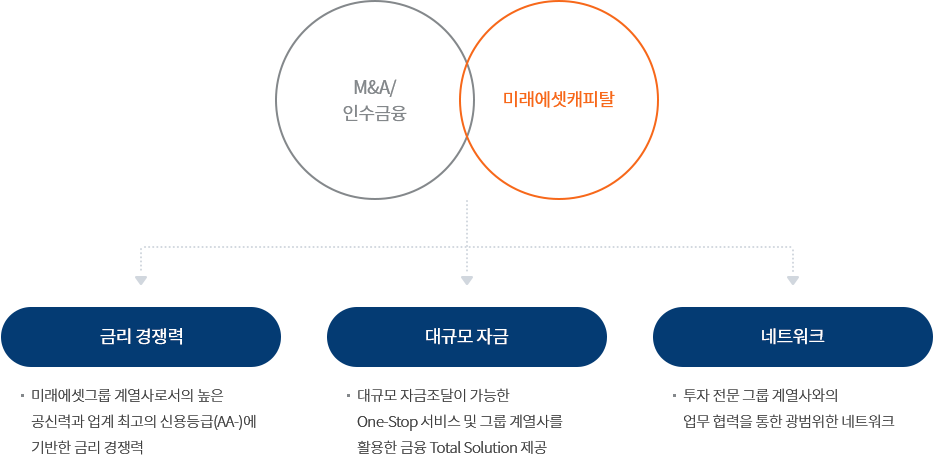 M&A/
인수금융
미래에셋캐피탈
금리 경쟁력
· 미래에셋그룹 계열사로서의 높은
공신력과 업계 최고의 신용등급(AA-)에
기반한 금리 경쟁력
대규모 자금
· 대규모 자금조달이 가능한
One-Stop 서비스 및 그룹 계열사를
활용한 금융 Total Solution 제공
네트워크
· 투자 전문 그룹 계열사와의
업무 협력을 통한 광범위한 네트워크